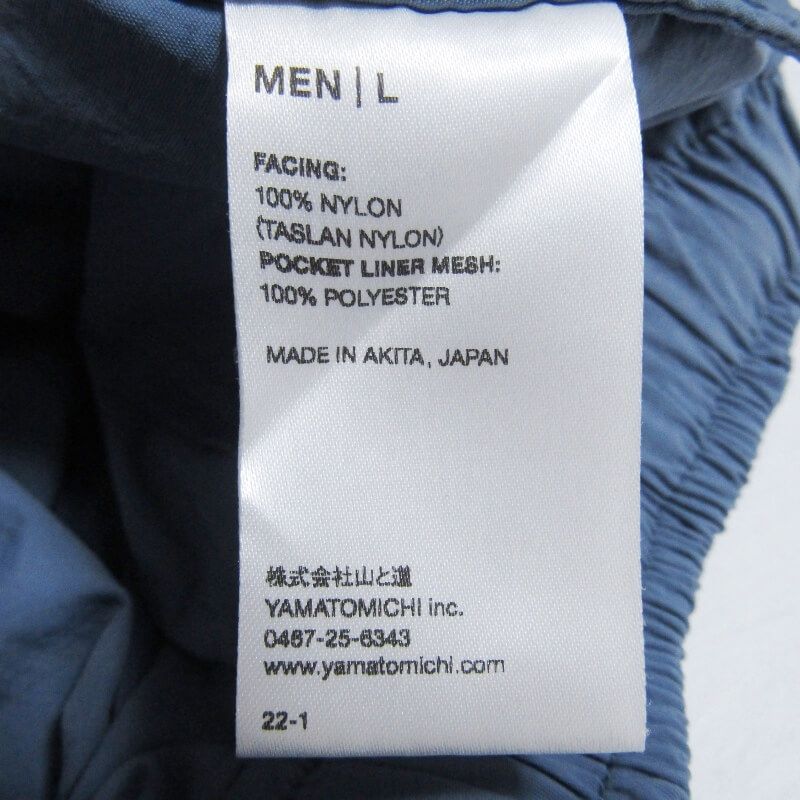 MEN | L
FACING:
100% NYLON
(TASLAN NYLON)
POCKET LINER MESH:
100% POLYESTER
MADE IN AKITA, JAPAN
株式会社山と道
YAMATOMICHI inc.
0467-25-6343
www.yamatomichi.com
22-1